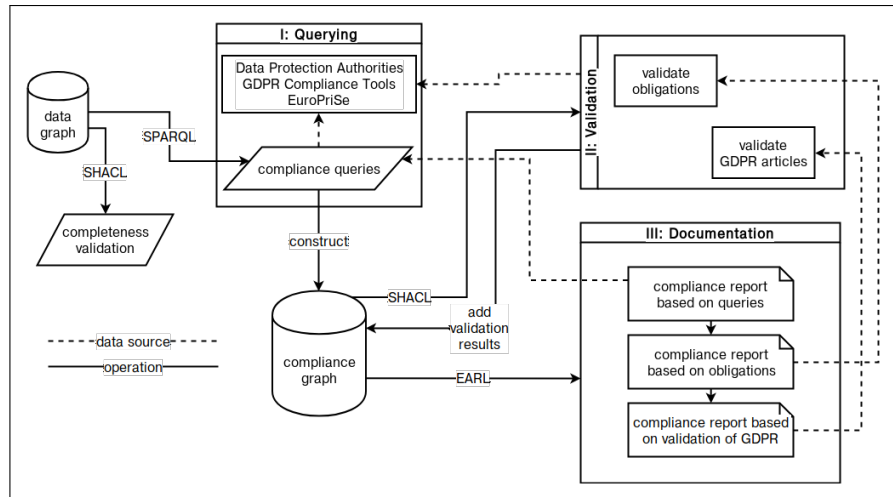 I: Querying
Data Protection Authorities
GDPR Compliance Tools
EuroPriSe
data
graph
SPARQL
SHACL
compliance queries
completeness
validation
construct
II: Validation
validate
obligations
validate
GDPR articles
III: Documentation
compliance report
based on queries
compliance report
based on obligations
compliance report based
on validation of GDPR
SHACL
add
validation
results
compliance
graph
EARL
data source
operation